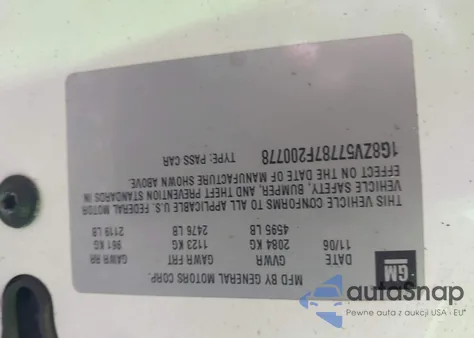 GM
MFD BY GENERAL MOTORS CORP.
DATE GVWR GAWR FRT GAWR RR
11/06 2084 KG 1123 KG 961 KG
4595 LB 2476 LB 2119 LB
THIS VEHICLE CONFORMS TO ALL APPLICABLE U.S. FEDERAL MOTOR
VEHICLE SAFETY, BUMPER, AND THEFT PREVENTION STANDARDS IN
EFFECT ON THE DATE OF MANUFACTURE SHOWN ABOVE.
1G8ZV57787F200778 TYPE: PASS CAR
autoSnap
Pewne auta z aukcji USA - EU*